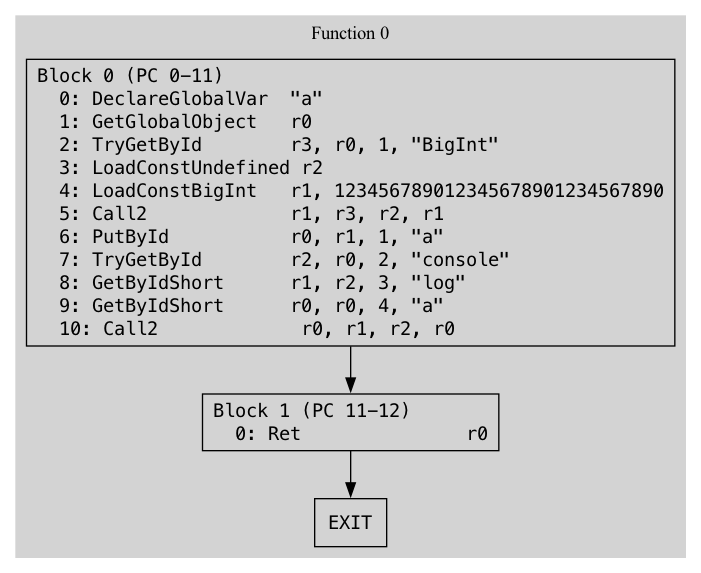 Function 0
Block 0 (PC 0-11)
0: DeclareGlobalVar "a"
1: GetGlobalObject r0
2: TryGetById r3, r0, 1, "BigInt"
3: LoadConstUndefined r2
4: LoadConstBigInt r1, 123456789012345678901234567890
5: Call2 r1, r3, r2, r1
6: PutById r0, r1, 1, "a"
7: TryGetById r2, r0, 2, "console"
8: GetByIdShort r1, r2, 3, "log"
9: GetByIdShort r0, r0, 4, "a"
10: Call2 r0, r1, r2, r0
Block 1 (PC 11-12)
0: Ret r0
EXIT